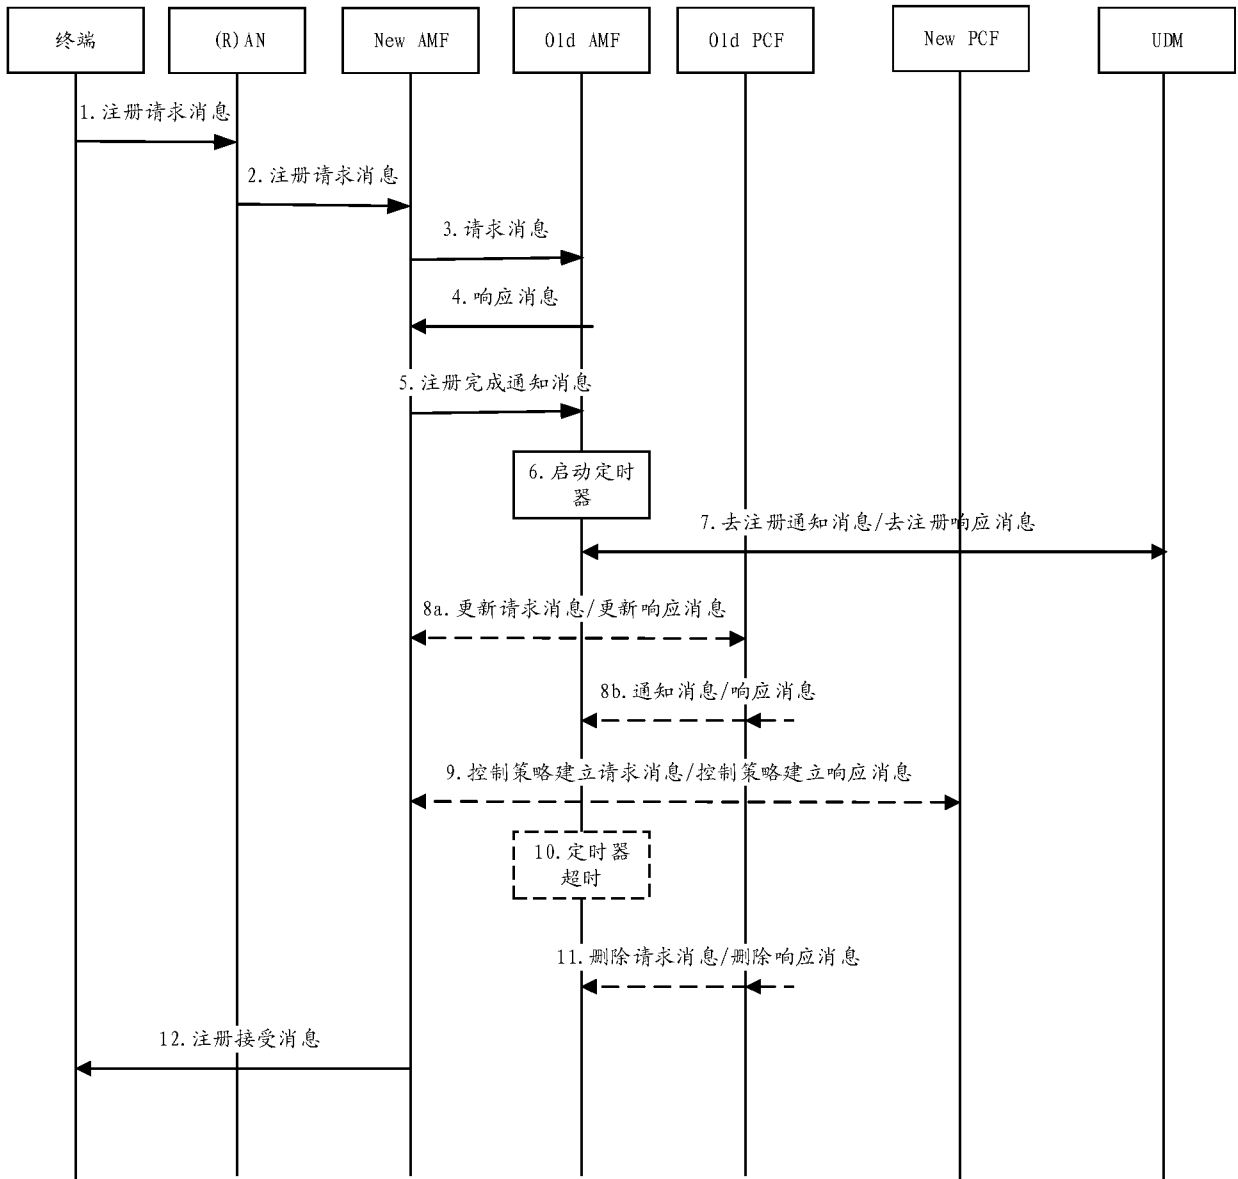 终端
(R)AN
New AMF
Old AMF
Old PCF
New PCF
UDM
1.注册请求消息
2.注册请求消息
3.请求消息
4.响应消息
5.注册完成通知消息
6.启动定时
器
7.去注册通知消息/去注册响应消息
8a.更新请求消息/更新响应消息
8b.通知消息/响应消息
9.控制策略建立请求消息/控制策略建立响应消息
10.定时器
超时
11.删除请求消息/删除响应消息
12.注册接受消息